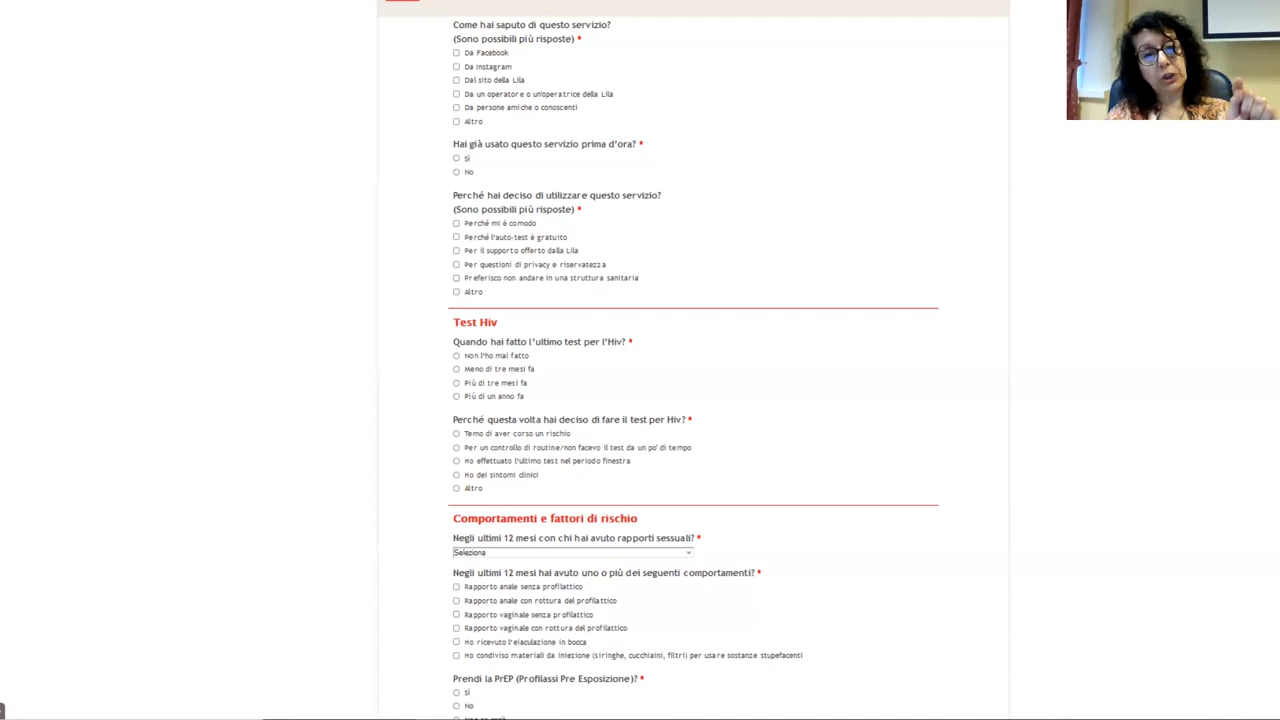 Come hai saputo di questo servizio?
(Sono possibili più risposte) *
Da Facebook
Da Instagram
Dal sito della Lila
Da un operatore o un'operatrice della Lila
Da persone amiche o conoscenti
Altro
Hai già usato questo servizio prima d'ora? *
Sì
No
Perché hai deciso di utilizzare questo servizio?
(Sono possibili più risposte) *
Perché mi è comodo
Perché l'auto-test è gratuito
Per il supporto offerto dalla Lila
Per questioni di privacy e riservatezza
Preferisco non andare in una struttura sanitaria
Altro
Test Hiv
Quando hai fatto l'ultimo test per l'Hiv? *
Non l'ho mai fatto
Meno di tre mesi fa
Più di tre mesi fa
Più di un anno fa
Perché questa volta hai deciso di fare il test per Hiv? *
Temo di aver corso un rischio
Per un controllo di routine/non facevo il test da un po' di tempo
Ho effettuato l'ultimo test nel periodo finestra
Ho dei sintomi clinici
Altro
Comportamenti e fattori di rischio
Negli ultimi 12 mesi con chi hai avuto rapporti sessuali? *
Seleziona
Negli ultimi 12 mesi hai avuto uno o più dei seguenti comportamenti? *
Rapporto anale senza profilattico
Rapporto anale con rottura del profilattico
Rapporto vaginale senza profilattico
Rapporto vaginale con rottura del profilattico
Ho ricevuto l'eiaculazione in bocca
Ho condiviso materiali da iniezione (siringhe, cucchiaini, filtri) per usare sostanze stupefacenti
Prendi la PrEP (Profilassi Pre Esposizione)? *
Sì
No